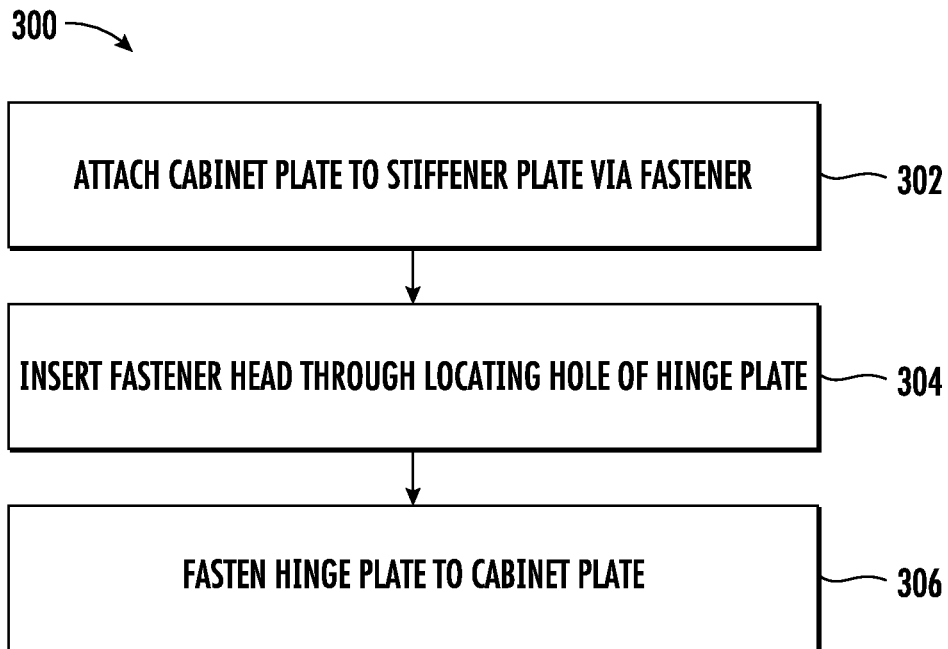 300
ATTACH CABINET PLATE TO STIFFENER PLATE VIA FASTENER
302
INSERT FASTENER HEAD THROUGH LOCATING HOLE OF HINGE PLATE
304
FASTEN HINGE PLATE TO CABINET PLATE
306